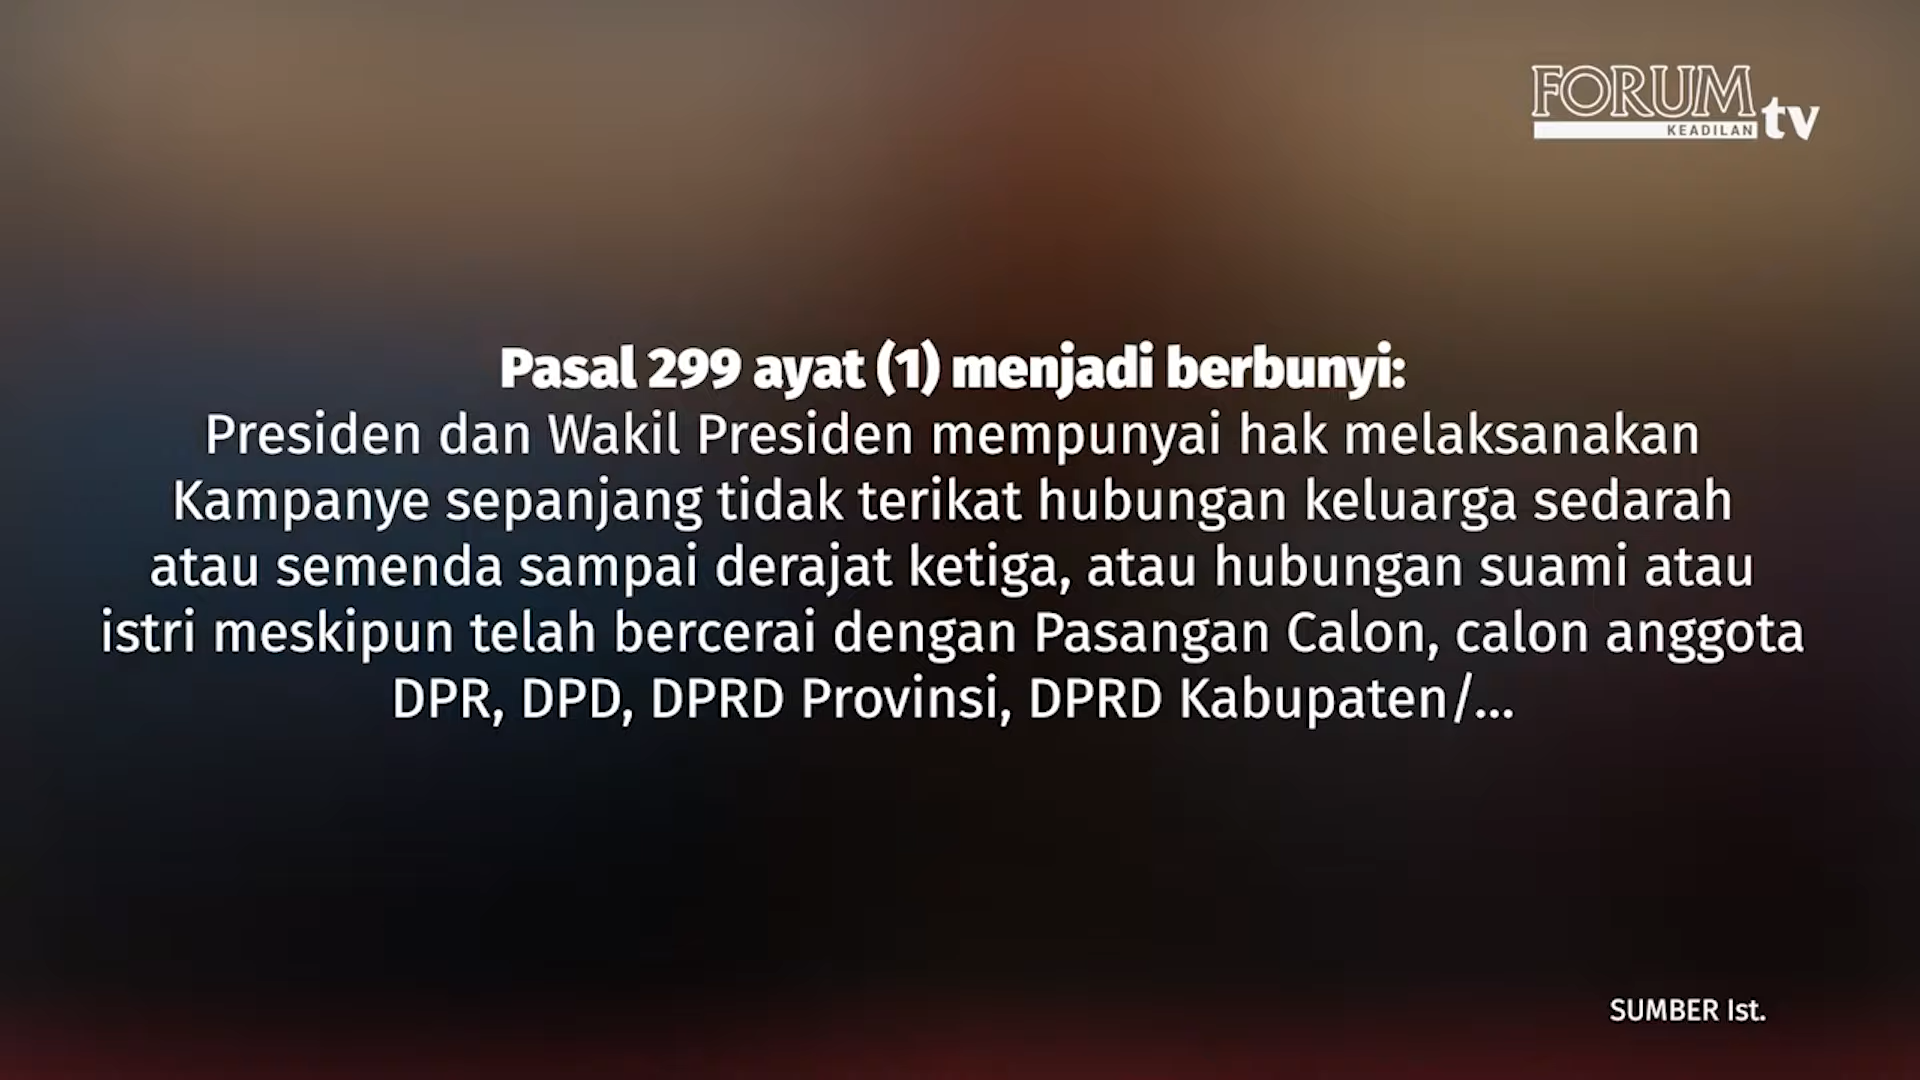 FORUM
KEADILAN
tv
Pasal 299 ayat (1) menjadi berbunyi:
Presiden dan Wakil Presiden mempunyai hak melaksanakan
Kampanye sepanjang tidak terikat hubungan keluarga sedarah
atau semenda sampai derajat ketiga, atau hubungan suami atau
istri meskipun telah bercerai dengan Pasangan Calon, calon anggota
DPR, DPD, DPRD Provinsi, DPRD Kabupaten/...
SUMBER Ist.